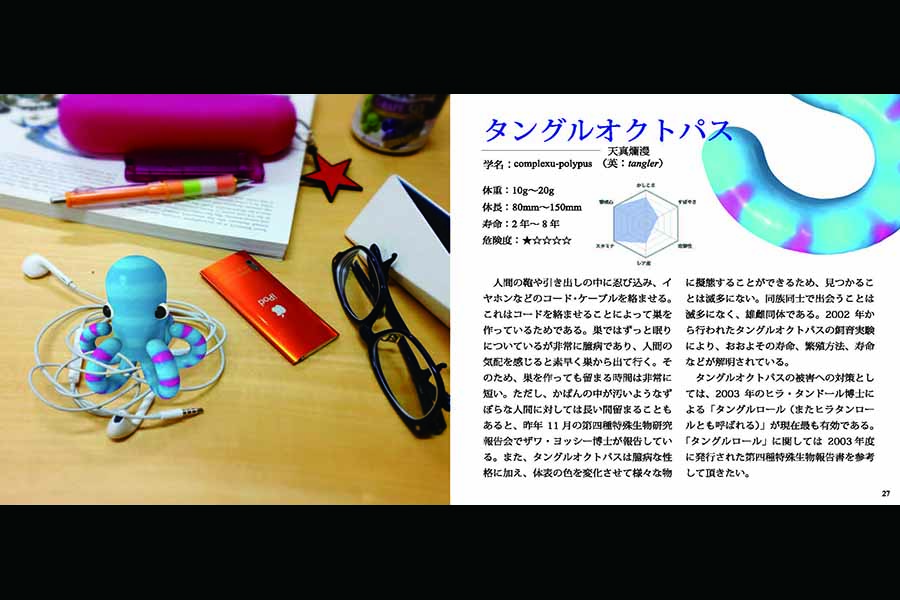 iPod
タングルオクトパス
天真爛漫
学名：complexu-polypus （英：tangler）
体重：10g～20g
体長：80mm～150mm
寿命：2 年～ 8 年
危険度：★☆☆☆☆
かしこさ
警戒心
すばやさ
スタミナ
攻撃性
レア度
人間の鞄や引き出しの中に忍び込み、イ
ヤホンなどのコード・ケーブルを絡ませる。
これはコードを絡ませることによって巣を
作っているためである。巣ではずっと眠り
についているが非常に臆病であり、人間の
気配を感じると素早く巣から出て行く。そ
のため、巣を作っても留まる時間は非常に
短い。ただし、かばんの中が汚いようなず
ぼらな人間に対しては長い間留まることも
あると、昨年 11 月の第四種特殊生物研究
報告会でザワ・ヨッシー博士が報告してい
る。また、タングルオクトパスは臆病な性
格に加え、体表の色を変化させて様々な物
に擬態することができるため、見つかるこ
とは滅多にない。同族同士で出会うことは
滅多になく、雄雌同体である。2002 年か
ら行われたタングルオクトパスの飼育実験
により、おおよその寿命、繁殖方法、寿命
などが解明されている。
タングルオクトパスの被害への対策とし
ては、2003 年のヒラ・タンドール博士に
よる「タングルロール（またヒラタンロー
ルとも呼ばれる）」が現在最も有効である。
「タングルロール」に関しては 2003 年度
に発行された第四種特殊生物報告書を参考
して頂きたい。
27